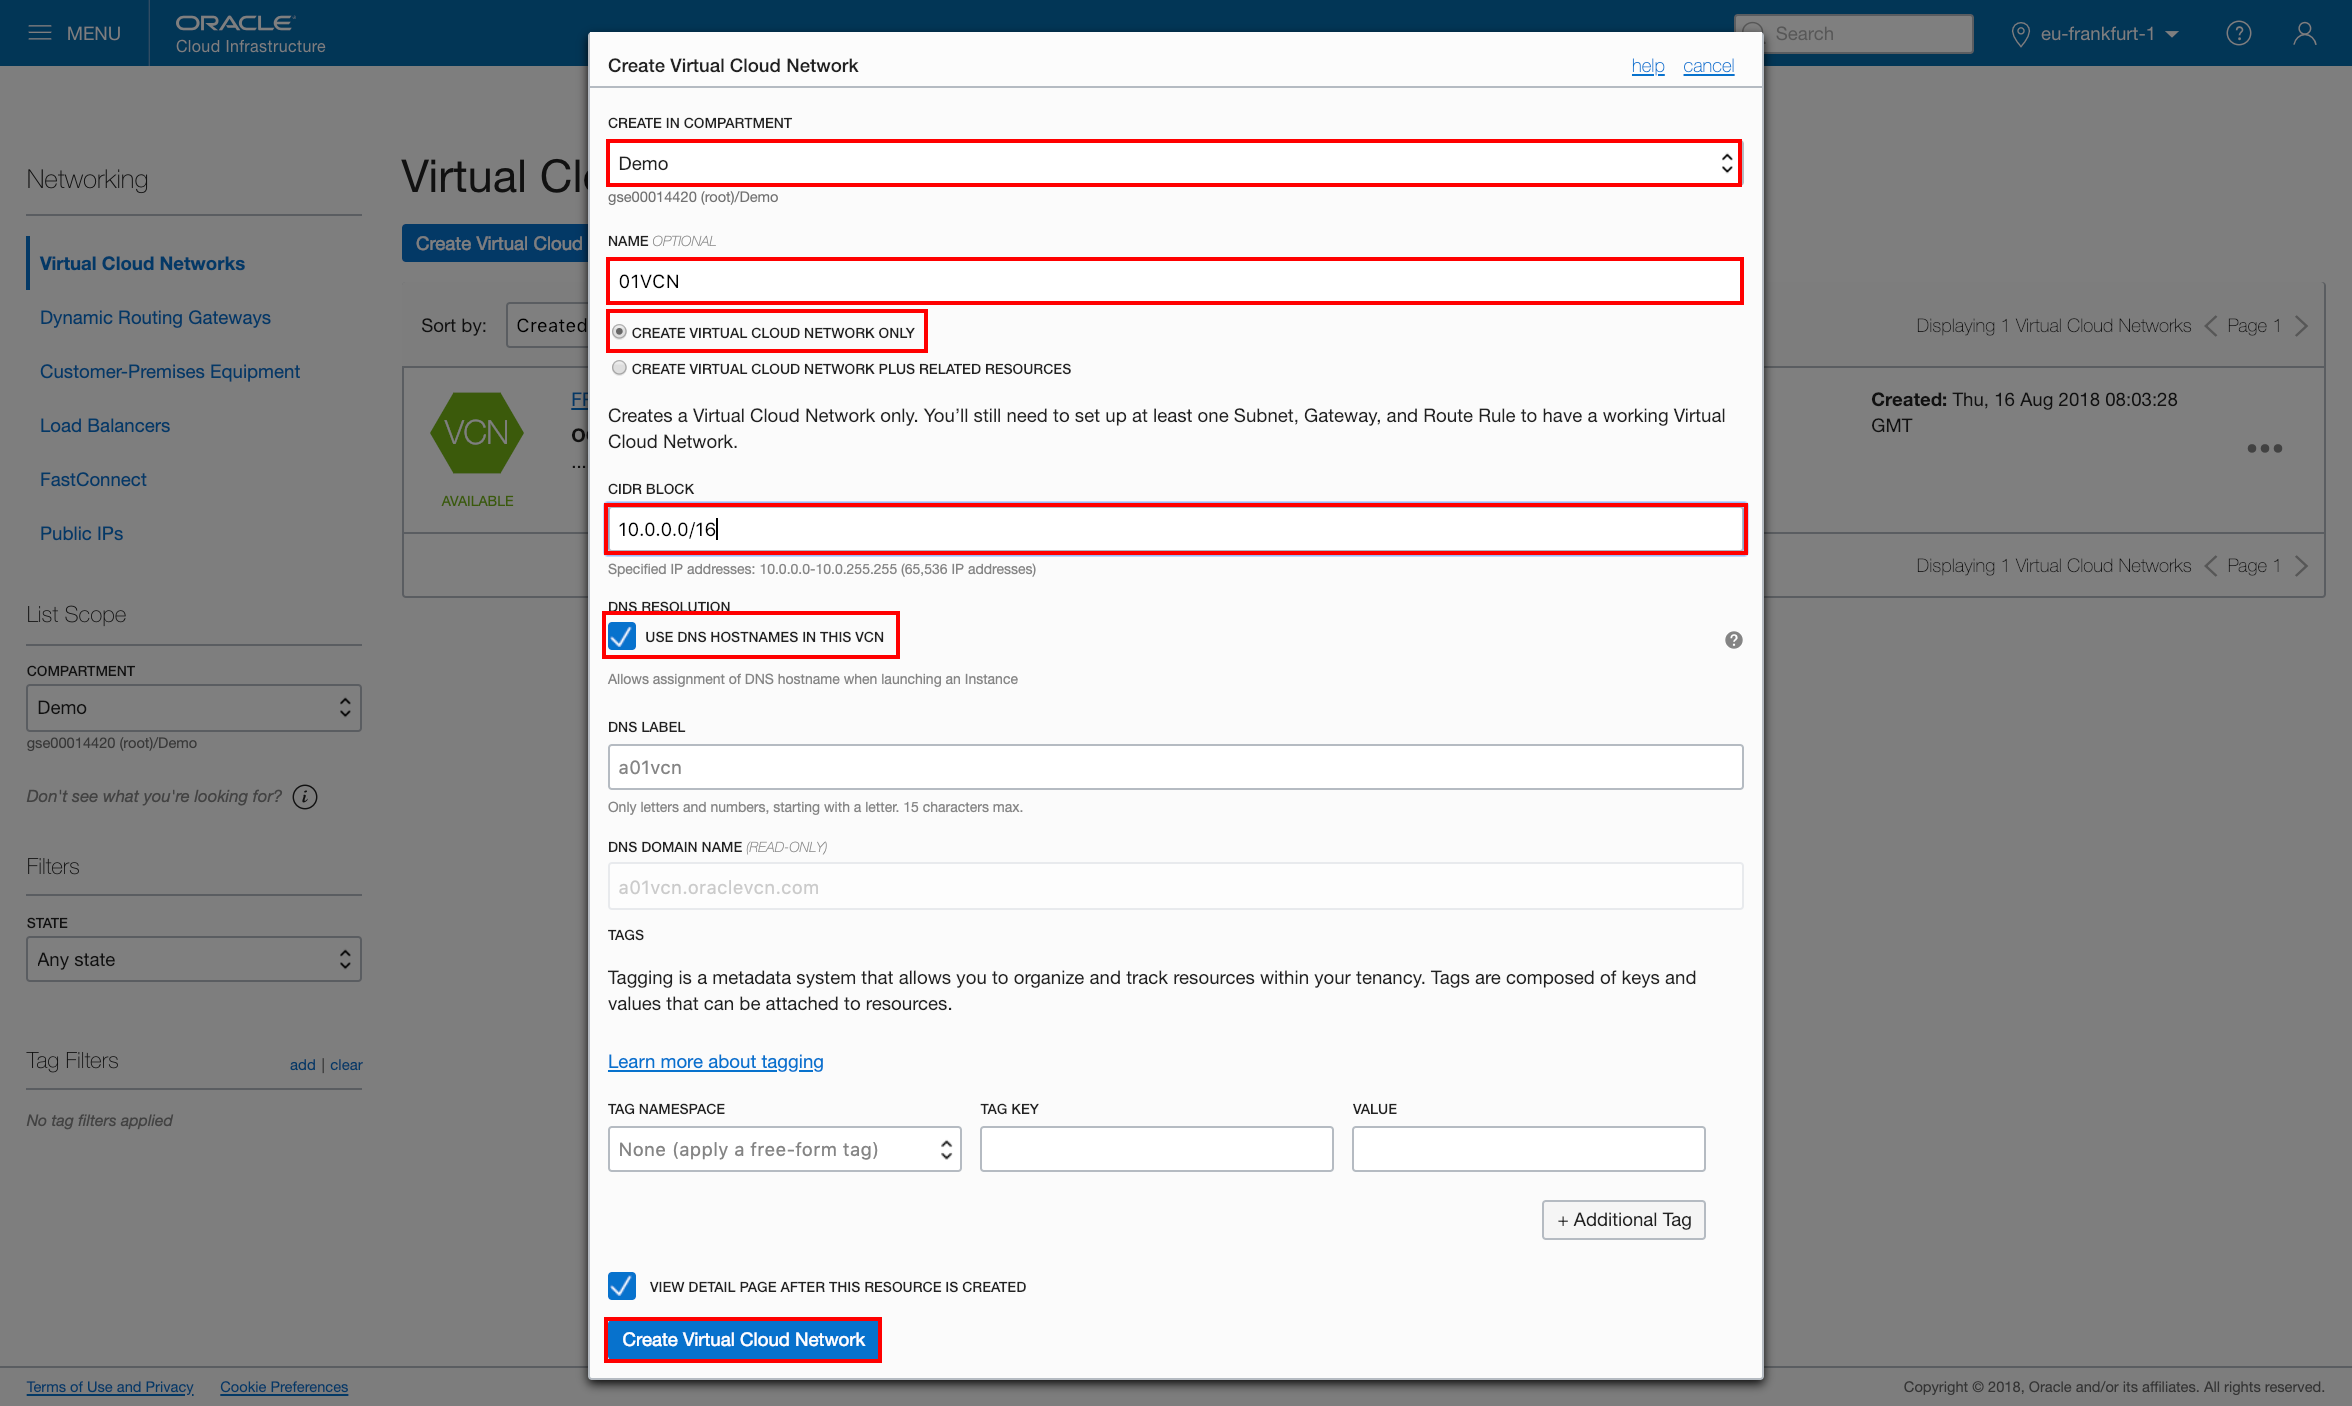 MENU
ORACLE
Cloud Infrastructure
Search
eu-frankfurt-1
Networking
Virtual Cloud Networks
Dynamic Routing Gateways
Customer-Premises Equipment
Load Balancers
FastConnect
Public IPs
List Scope
COMPARTMENT
Demo
gse00014420 (root)/Demo
Don't see what you're looking for?
Filters
STATE
Any state
Tag Filters
add | clear
No tag filters applied
Virtual Cl
Create Virtual Cloud
Sort by: Created
Displaying 1 Virtual Cloud Networks Page 1
VCN
AVAILABLE
...
Created: Thu, 16 Aug 2018 08:03:28
GMT
Displaying 1 Virtual Cloud Networks Page 1
Create Virtual Cloud Network
help cancel
CREATE IN COMPARTMENT
Demo
gse00014420 (root)/Demo
NAME OPTIONAL
01VCN
CREATE VIRTUAL CLOUD NETWORK ONLY
CREATE VIRTUAL CLOUD NETWORK PLUS RELATED RESOURCES
Creates a Virtual Cloud Network only. You’ll still need to set up at least one Subnet, Gateway, and Route Rule to have a working Virtual
Cloud Network.
CIDR BLOCK
10.0.0.0/16
Specified IP addresses: 10.0.0.0-10.0.255.255 (65,536 IP addresses)
DNS RESOLUTION
USE DNS HOSTNAMES IN THIS VCN
Allows assignment of DNS hostname when launching an Instance
DNS LABEL
a01vcn
Only letters and numbers, starting with a letter. 15 characters max.
DNS DOMAIN NAME (READ-ONLY)
a01vcn.oraclevcn.com
TAGS
Tagging is a metadata system that allows you to organize and track resources within your tenancy. Tags are composed of keys and
values that can be attached to resources.
Learn more about tagging
TAG NAMESPACE TAG KEY VALUE
None (apply a free-form tag)
+ Additional Tag
VIEW DETAIL PAGE AFTER THIS RESOURCE IS CREATED
Create Virtual Cloud Network
Terms of Use and Privacy Cookie Preferences
Copyright © 2018, Oracle and/or its affiliates. All rights reserved.